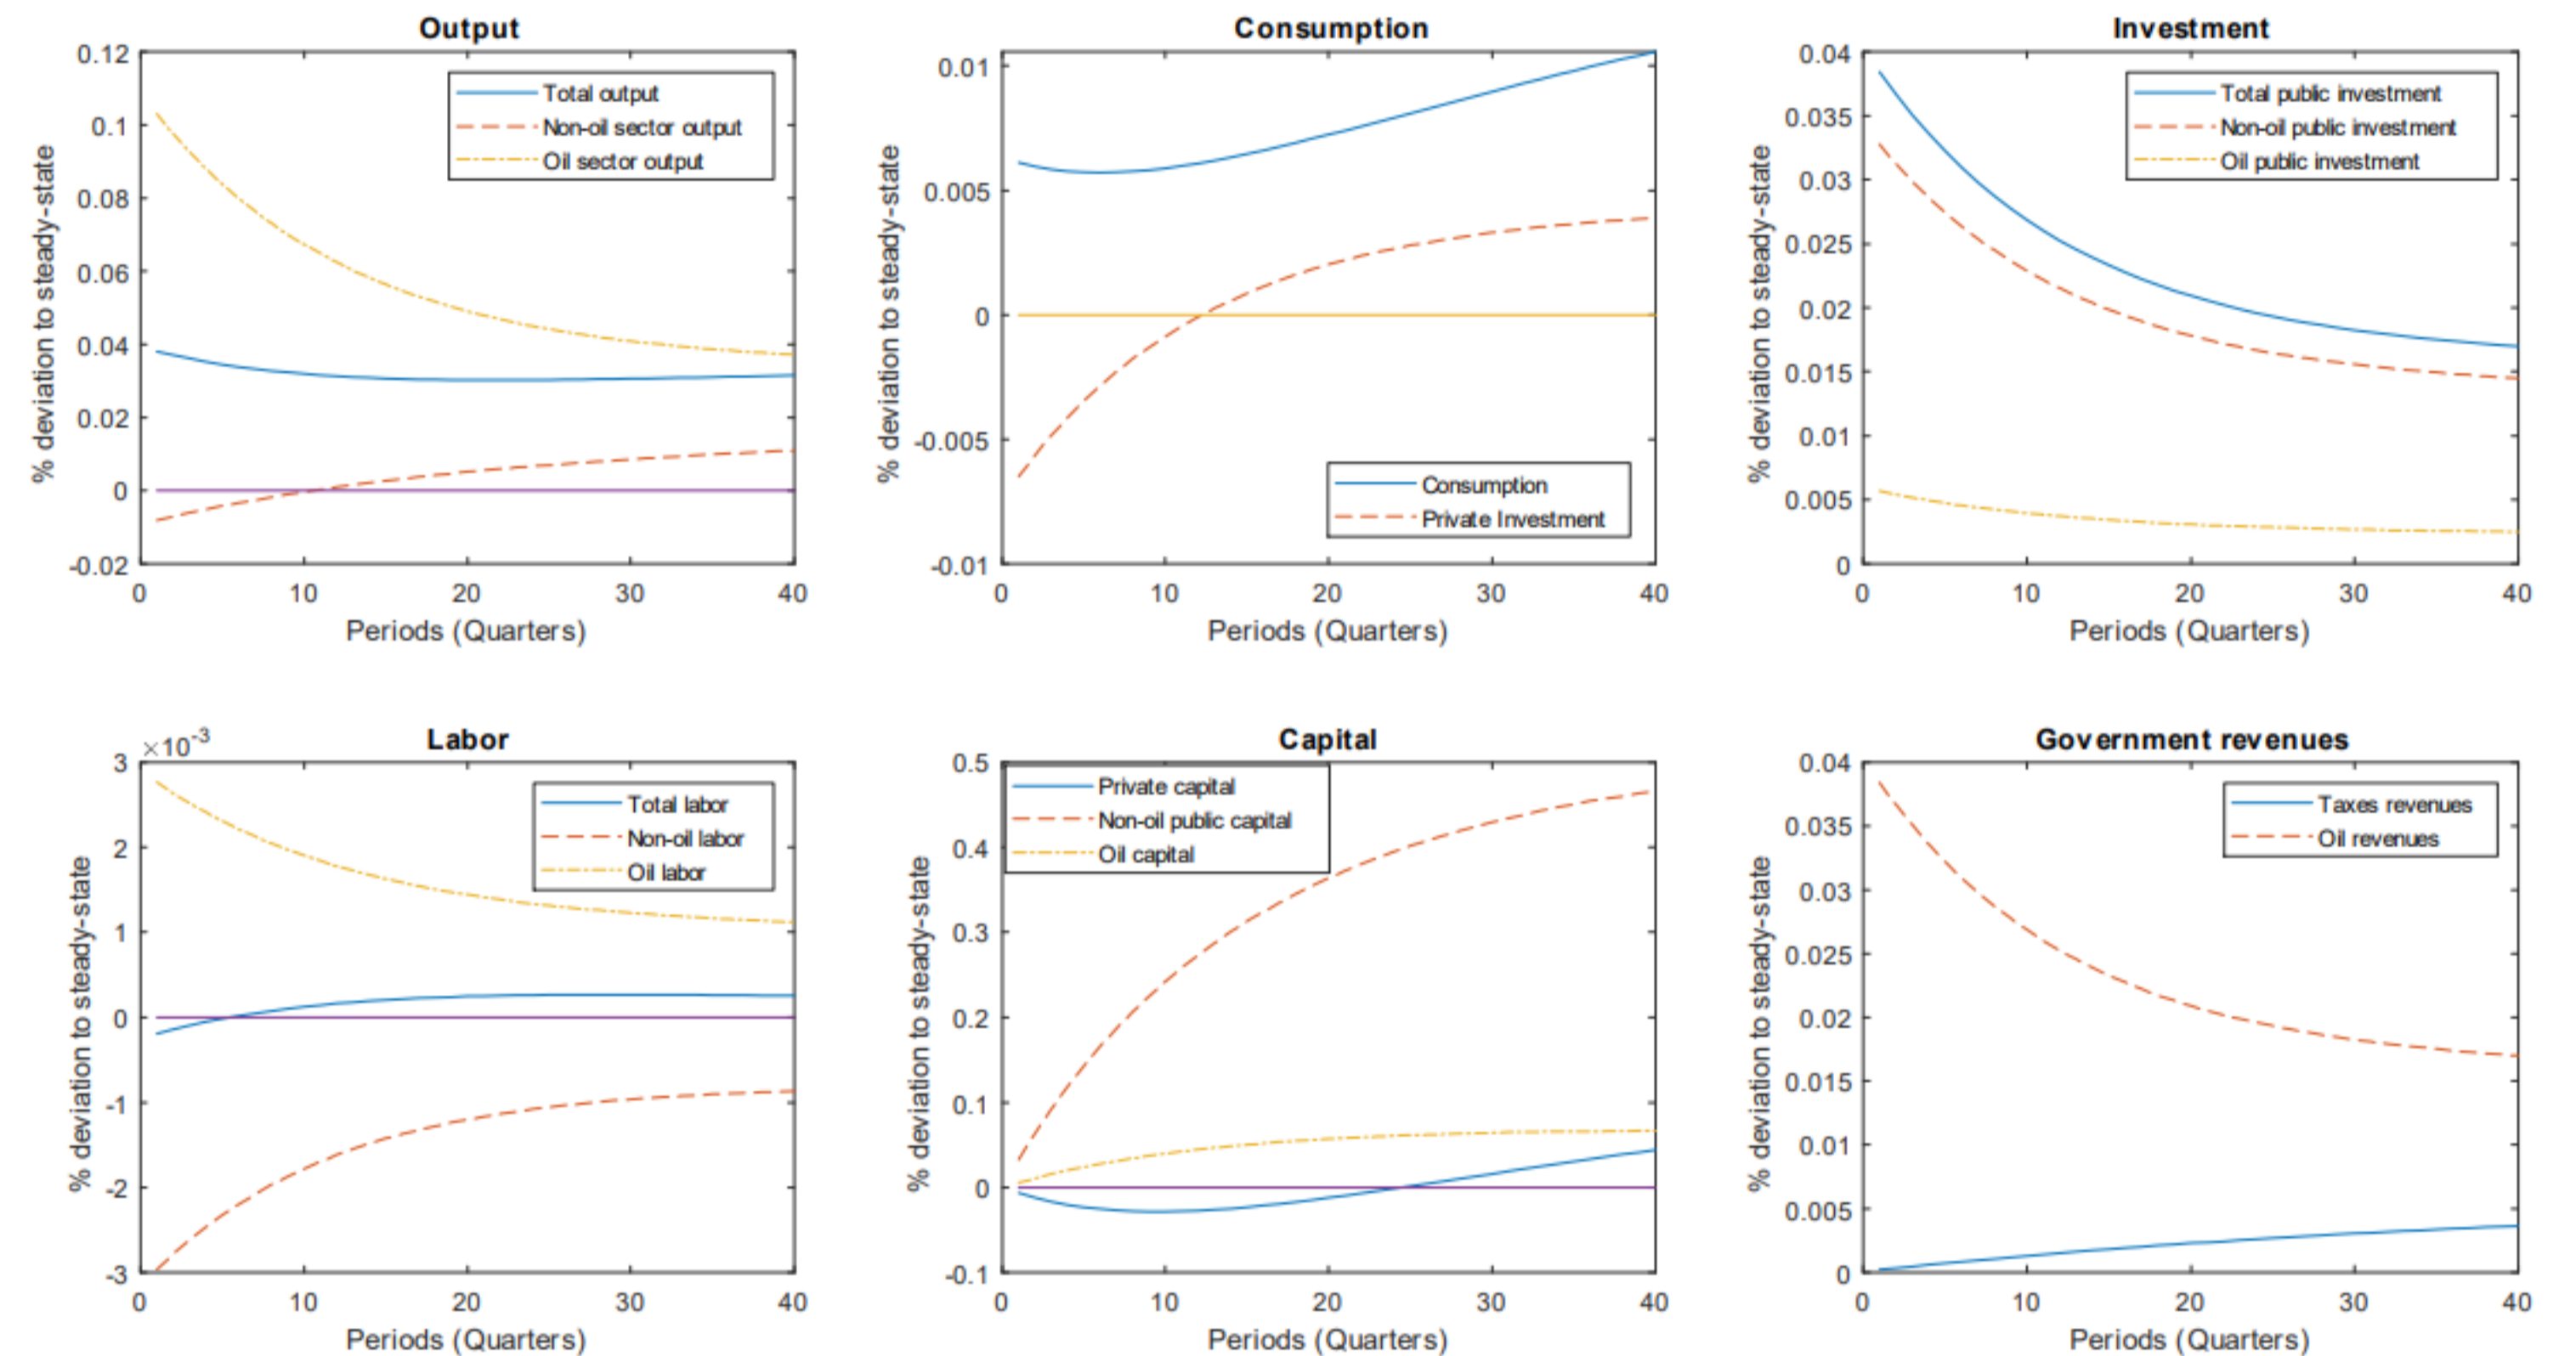 Output
% deviation to steady-state
0.12
0.1
0.08
0.06
0.04
0.02
0
-0.02
Total output
Non-oil sector output
Oil sector output
0 10 20 30 40
Periods (Quarters)
Consumption
% deviation to steady-state
0.01
0.005
0
-0.005
-0.01
Consumption
Private Investment
0 10 20 30 40
Periods (Quarters)
Investment
% deviation to steady-state
0.04
0.035
0.03
0.025
0.02
0.015
0.01
0.005
0
Total public investment
Non-oil public investment
Oil public investment
0 10 20 30 40
Periods (Quarters)
Labor
×10⁻³
% deviation to steady-state
3
2
1
0
-1
-2
-3
Total labor
Non-oil labor
Oil labor
0 10 20 30 40
Periods (Quarters)
Capital
% deviation to steady-state
0.5
0.4
0.3
0.2
0.1
0
-0.1
Private capital
Non-oil public capital
Oil capital
0 10 20 30 40
Periods (Quarters)
Government revenues
% deviation to steady-state
0.04
0.035
0.03
0.025
0.02
0.015
0.01
0.005
0
Taxes revenues
Oil revenues
0 10 20 30 40
Periods (Quarters)